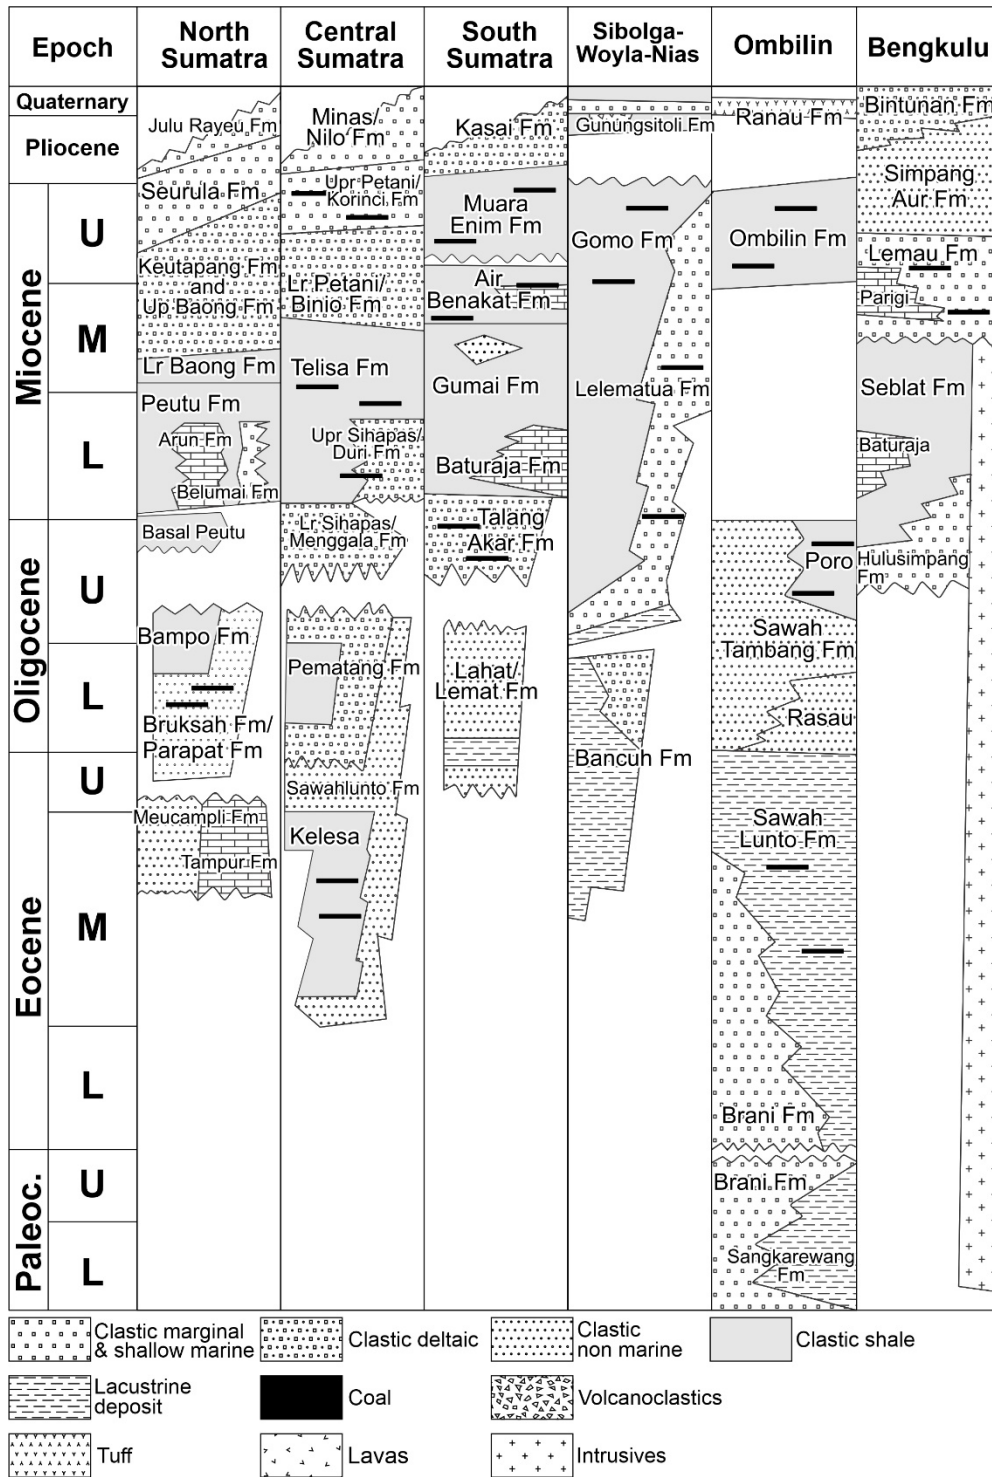 Epoch
North
Sumatra
Central
Sumatra
South
Sumatra
Sibolga-
Woyla-Nias
Ombilin
Bengkulu
Quaternary
Pliocene
Miocene
U
M
L
Oligocene
U
L
Eocene
U
M
L
Paleoc.
U
L
Julu Rayeu Fm
Seurula Fm
Keutapang Fm
and
Up Baong Fm
Lr Baong Fm
Peutu Fm
Arun Fm
Belumai Fm
Basal Peutu
Bampo Fm
Bruksah Fm/
Parapat Fm
Meucampli Fm
Tampur Fm
Minas/
Nilo Fm
Upr Petani/
Korinci Fm
Lr Petani/
Binio Fm
Telisa Fm
Upr Sihapas/
Duri Fm
Lr Sihapas/
Menggala Fm
Pematang Fm
Sawahlunto Fm
Kelesa
Kasai Fm
Muara
Enim Fm
Air
Benakat Fm
Gumai Fm
Baturaja Fm
Talang
Akar Fm
Lahat/
Lemat Fm
Gunungsitoli Fm
Gomo Fm
Lelematua Fm
Bancuh Fm
Ranau Fm
Ombilin Fm
Poro
Sawah
Tambang Fm
Rasau
Sawah
Lunto Fm
Brani Fm
Brani Fm
Sangkarewang
Fm
Bintunan Fm
Simpang
Aur Fm
Lemau Fm
Parigi
Seblat Fm
Baturaja
Hulusimpang
Fm
Clastic marginal
& shallow marine
Clastic deltaic
Clastic
non marine
Clastic shale
Lacustrine
deposit
Coal
Volcanoclastics
Tuff
Lavas
Intrusives